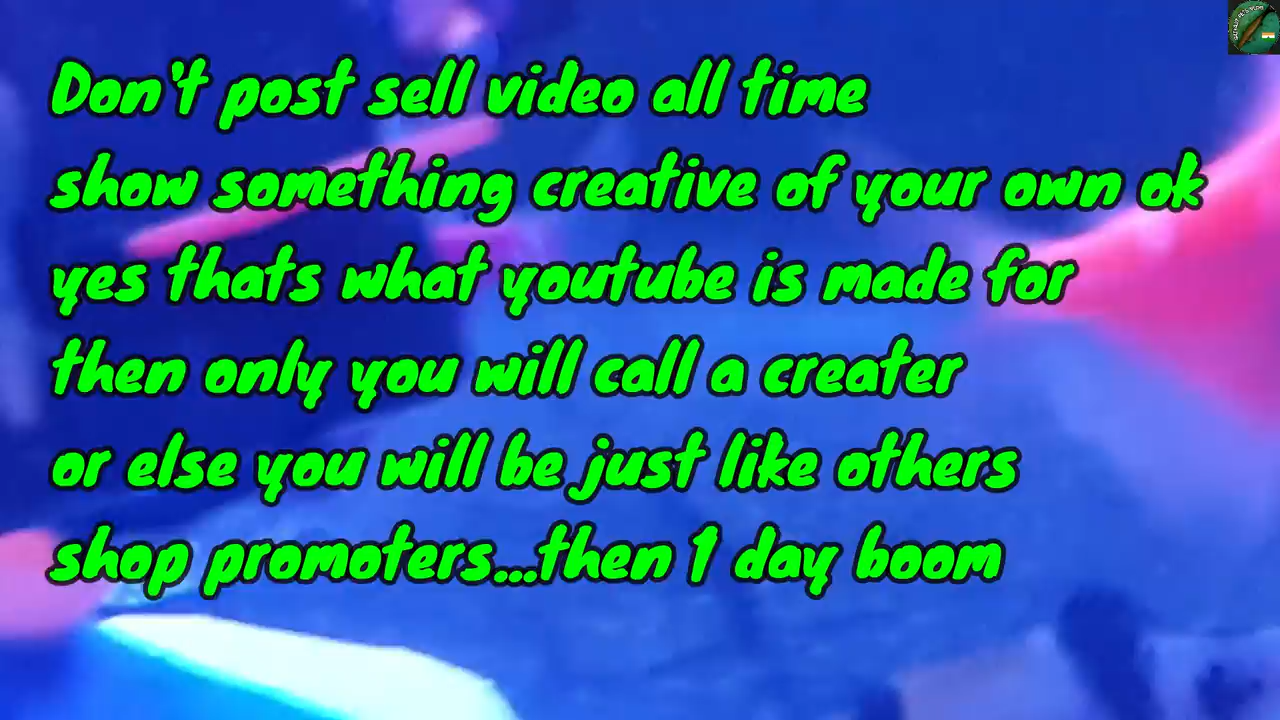 Don't post sell video all time
show something creative of your own ok
yes thats what youtube is made for
then only you will call a creater
or else you will be just like others
shop promoters...then 1 day boom